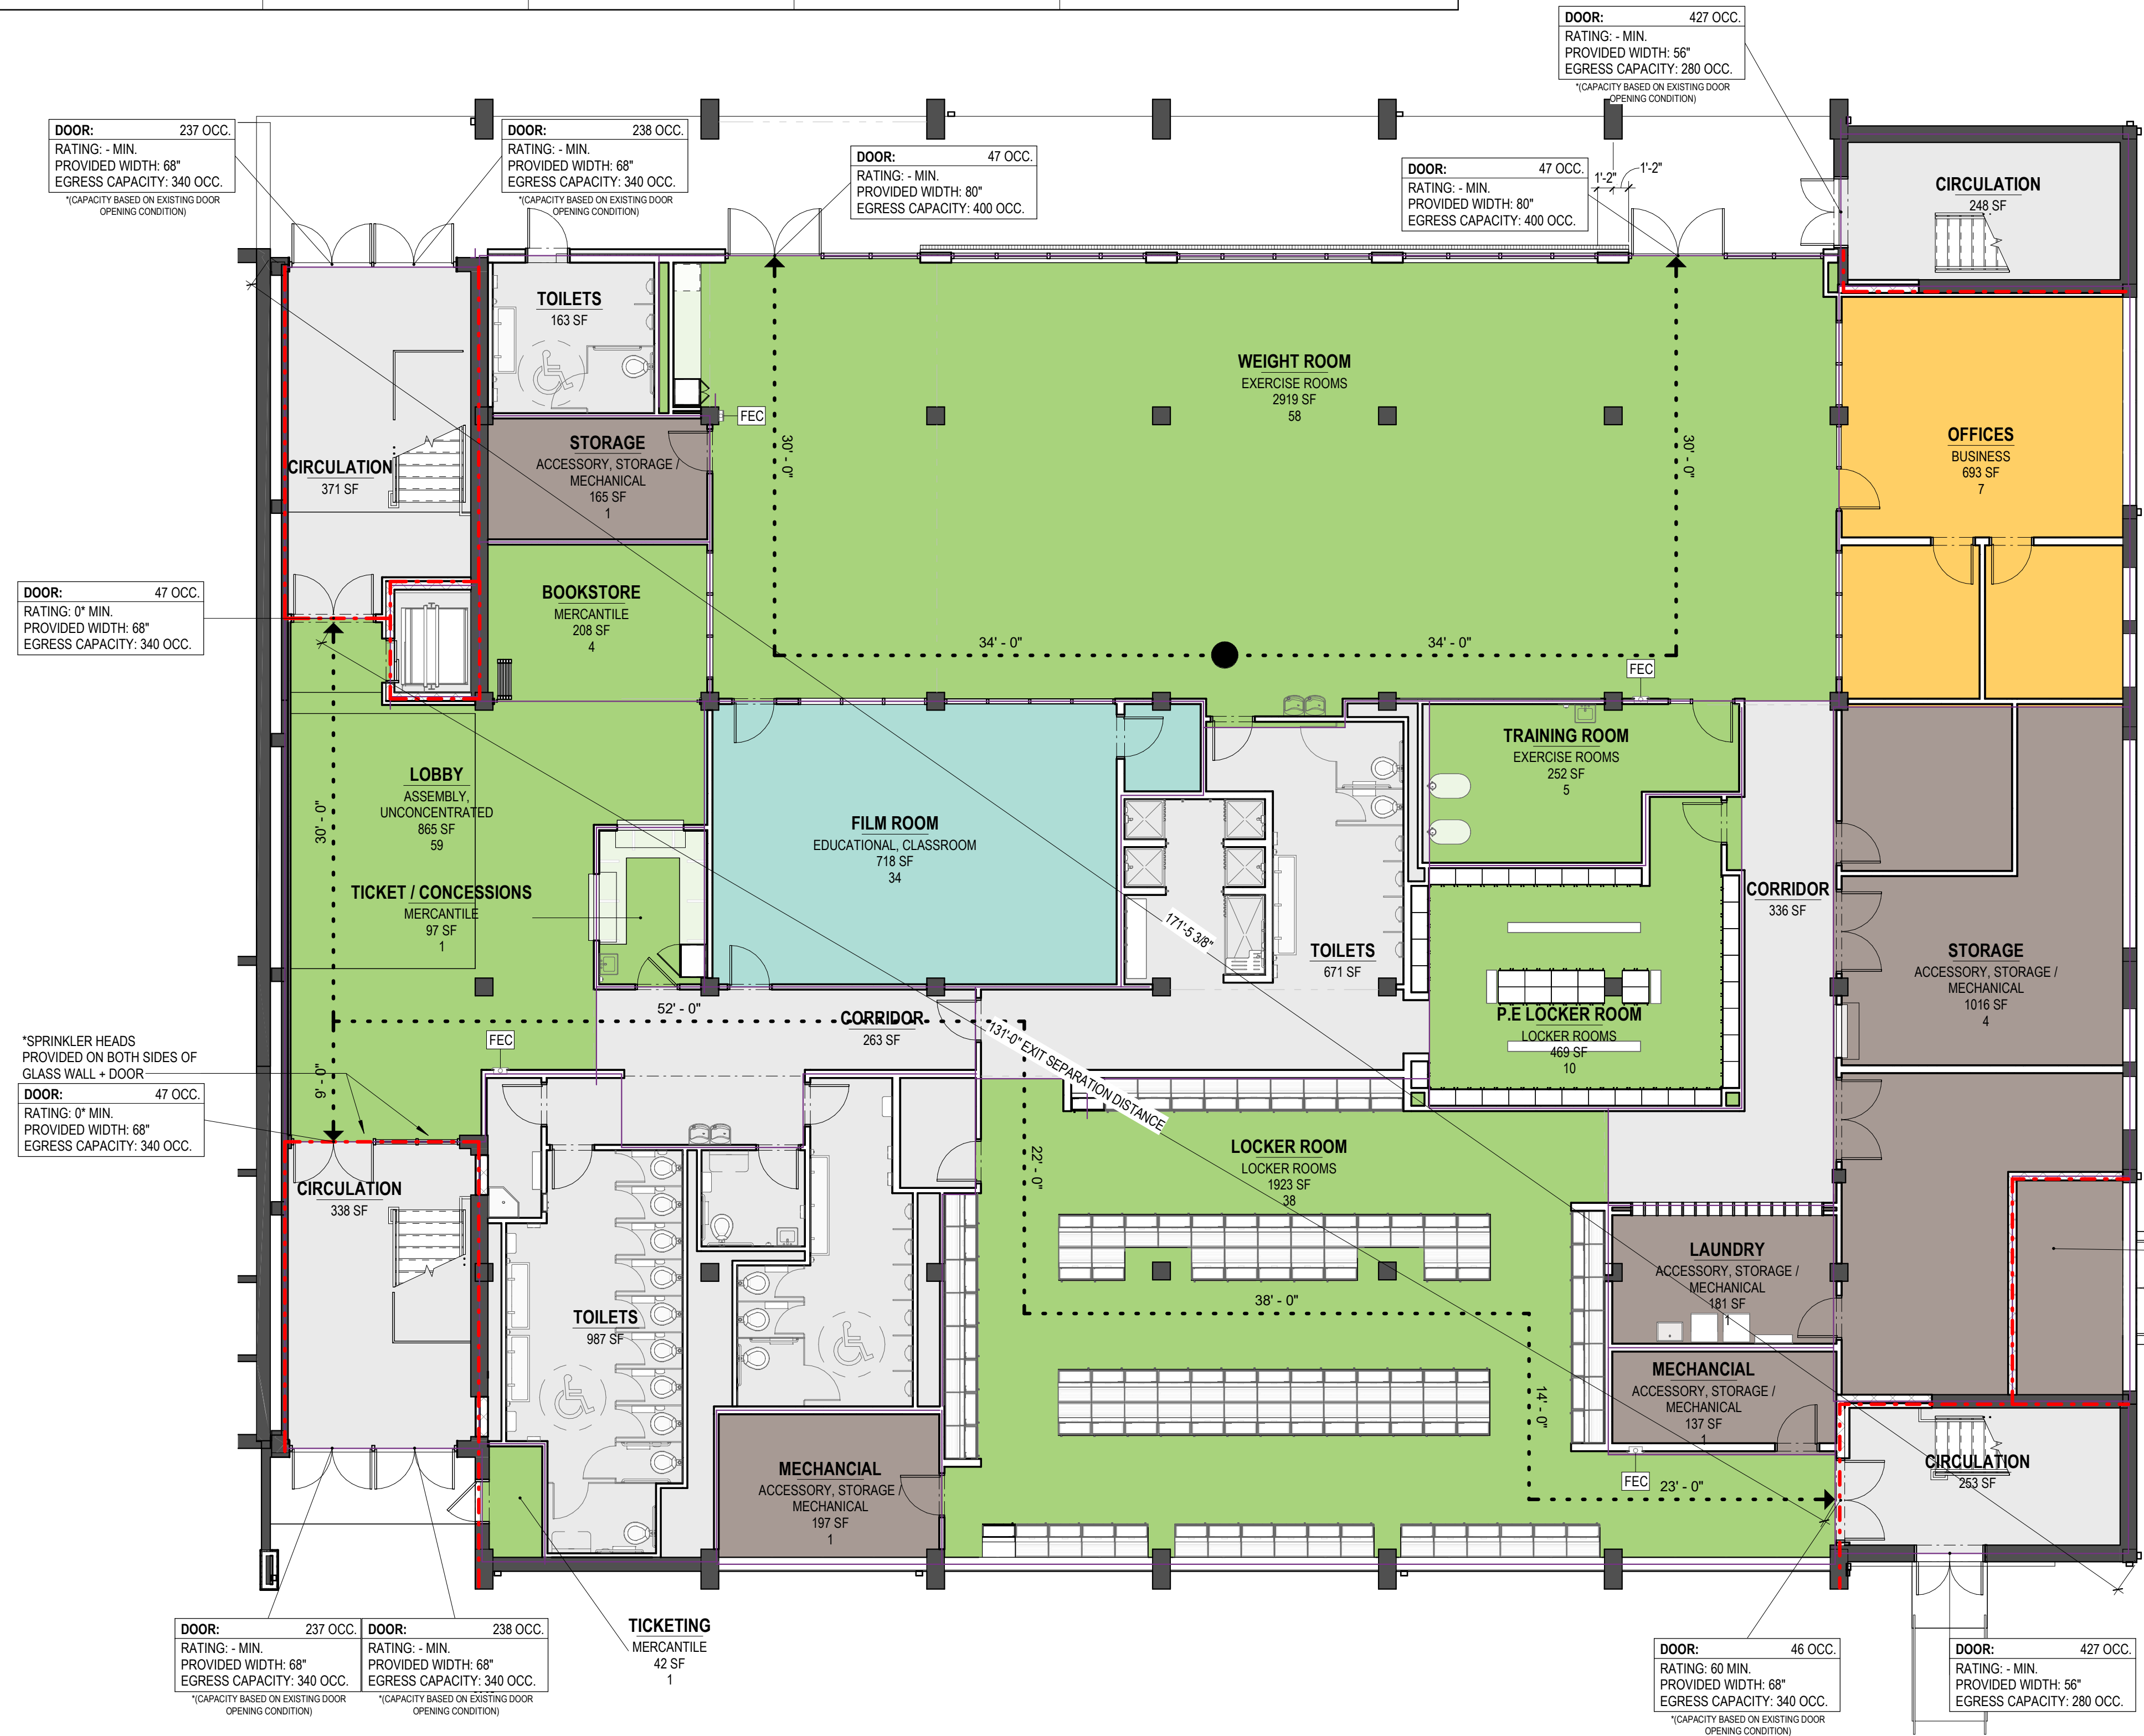 DOOR: 427 OCC.
RATING: - MIN.
PROVIDED WIDTH: 56"
EGRESS CAPACITY: 280 OCC.
*(CAPACITY BASED ON EXISTING DOOR
OPENING CONDITION)
DOOR: 237 OCC.
RATING: - MIN.
PROVIDED WIDTH: 68"
EGRESS CAPACITY: 340 OCC.
*(CAPACITY BASED ON EXISTING DOOR
OPENING CONDITION)
DOOR: 238 OCC.
RATING: - MIN.
PROVIDED WIDTH: 68"
EGRESS CAPACITY: 340 OCC.
*(CAPACITY BASED ON EXISTING DOOR
OPENING CONDITION)
DOOR: 47 OCC.
RATING: - MIN.
PROVIDED WIDTH: 80"
EGRESS CAPACITY: 400 OCC.
DOOR: 47 OCC.
RATING: - MIN.
PROVIDED WIDTH: 80"
EGRESS CAPACITY: 400 OCC.
1'-2"
1'-2"
CIRCULATION
248 SF
TOILETS
163 SF
WEIGHT ROOM
EXERCISE ROOMS
2919 SF
58
FEC
30' - 0"
30' - 0"
STORAGE
ACCESSORY, STORAGE /
MECHANICAL
165 SF
1
OFFICES
BUSINESS
693 SF
7
CIRCULATION
371 SF
DOOR: 47 OCC.
RATING: 0* MIN.
PROVIDED WIDTH: 68"
EGRESS CAPACITY: 340 OCC.
BOOKSTORE
MERCANTILE
208 SF
4
34' - 0"
34' - 0"
FEC
LOBBY
ASSEMBLY,
UNCONCENTRATED
865 SF
59
30' - 0"
TRAINING ROOM
EXERCISE ROOMS
252 SF
5
FILM ROOM
EDUCATIONAL, CLASSROOM
718 SF
34
TICKET / CONCESSIONS
MERCANTILE
97 SF
1
CORRIDOR
336 SF
171'-5 3/8"
TOILETS
671 SF
STORAGE
ACCESSORY, STORAGE /
MECHANICAL
1016 SF
4
52' - 0"
CORRIDOR
263 SF
P.E LOCKER ROOM
LOCKER ROOMS
469 SF
10
131'-0" EXIT SEPARATION DISTANCE
FEC
*SPRINKLER HEADS
PROVIDED ON BOTH SIDES OF
GLASS WALL + DOOR
9' - 0"
DOOR: 47 OCC.
RATING: 0* MIN.
PROVIDED WIDTH: 68"
EGRESS CAPACITY: 340 OCC.
22' - 0"
LOCKER ROOM
LOCKER ROOMS
1923 SF
38
CIRCULATION
338 SF
LAUNDRY
ACCESSORY, STORAGE /
MECHANICAL
181 SF
1
38' - 0"
TOILETS
987 SF
MECHANCIAL
ACCESSORY, STORAGE /
MECHANICAL
137 SF
1
14' - 0"
MECHANCIAL
ACCESSORY, STORAGE /
MECHANICAL
197 SF
1
FEC
23' - 0"
CIRCULATION
253 SF
DOOR: 237 OCC.
RATING: - MIN.
PROVIDED WIDTH: 68"
EGRESS CAPACITY: 340 OCC.
*(CAPACITY BASED ON EXISTING DOOR
OPENING CONDITION)
DOOR: 238 OCC.
RATING: - MIN.
PROVIDED WIDTH: 68"
EGRESS CAPACITY: 340 OCC.
*(CAPACITY BASED ON EXISTING DOOR
OPENING CONDITION)
TICKETING
MERCANTILE
42 SF
1
DOOR: 46 OCC.
RATING: 60 MIN.
PROVIDED WIDTH: 68"
EGRESS CAPACITY: 340 OCC.
*(CAPACITY BASED ON EXISTING DOOR
OPENING CONDITION)
DOOR: 427 OCC.
RATING: - MIN.
PROVIDED WIDTH: 56"
EGRESS CAPACITY: 280 OCC.